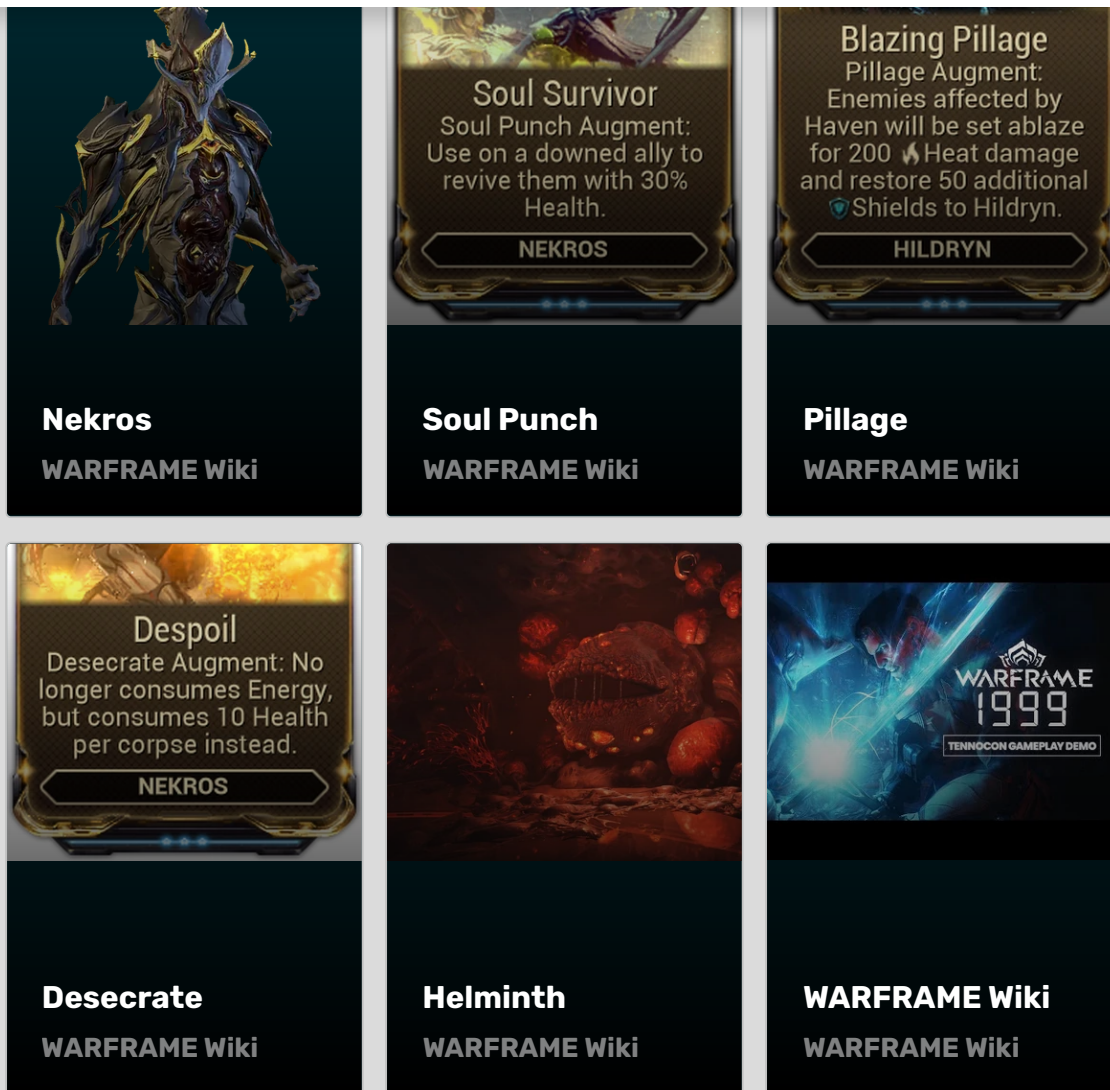 Soul Survivor
Soul Punch Augment:
Use on a downed ally to
revive them with 30%
Health.
NEKROS
Blazing Pillage
Pillage Augment:
Enemies affected by
Haven will be set ablaze
for 200 Heat damage
and restore 50 additional
Shields to Hildryn.
HILDRYN
Nekros
WARFRAME Wiki
Soul Punch
WARFRAME Wiki
Pillage
WARFRAME Wiki
Despoil
Desecrate Augment: No
longer consumes Energy,
but consumes 10 Health
per corpse instead.
NEKROS
WARFRAME
1999
TENNOCON GAMEPLAY DEMO
Desecrate
WARFRAME Wiki
Helminth
WARFRAME Wiki
WARFRAME Wiki
WARFRAME Wiki